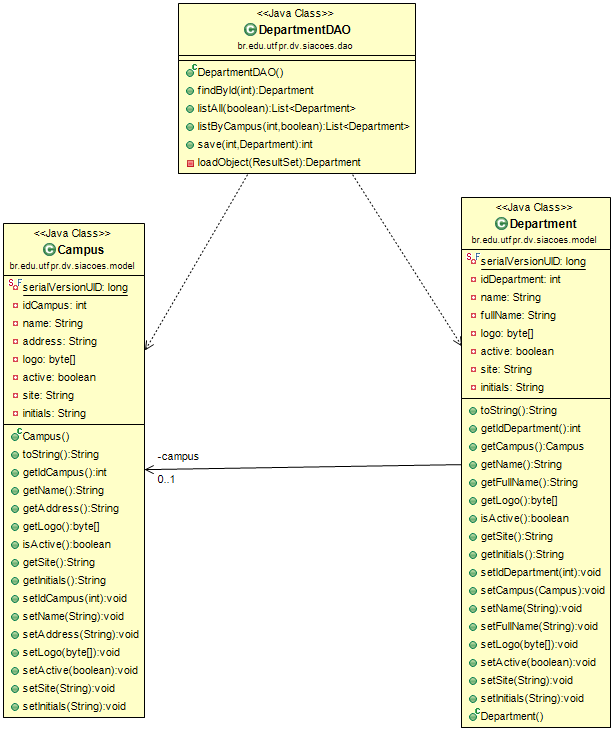 <<Java Class>>
DepartmentDAO
br.edu.utfpr.dv.siacoes.dao
DepartmentDAO()
findById(int):Department
listAll(boolean):List<Department>
listByCampus(int,boolean):List<Department>
save(int,Department):int
loadObject(ResultSet):Department
<<Java Class>>
Campus
br.edu.utfpr.dv.siacoes.model
serialVersionUID: long
idCampus: int
name: String
address: String
logo: byte[]
active: boolean
site: String
initials: String
Campus()
toString():String
getIdCampus():int
getName():String
getAddress():String
getLogo():byte[]
isActive():boolean
getSite():String
getInitials():String
setIdCampus(int):void
setName(String):void
setAddress(String):void
setLogo(byte[]):void
setActive(boolean):void
setSite(String):void
setInitials(String):void
-campus
0..1
<<Java Class>>
Department
br.edu.utfpr.dv.siacoes.model
serialVersionUID: long
idDepartment: int
name: String
fullName: String
logo: byte[]
active: boolean
site: String
initials: String
toString():String
getIdDepartment():int
getCampus():Campus
getName():String
getFullName():String
getLogo():byte[]
isActive():boolean
getSite():String
getInitials():String
setIdDepartment(int):void
setCampus(Campus):void
setName(String):void
setFullName(String):void
setLogo(byte[]):void
setActive(boolean):void
setSite(String):void
setInitials(String):void
Department()